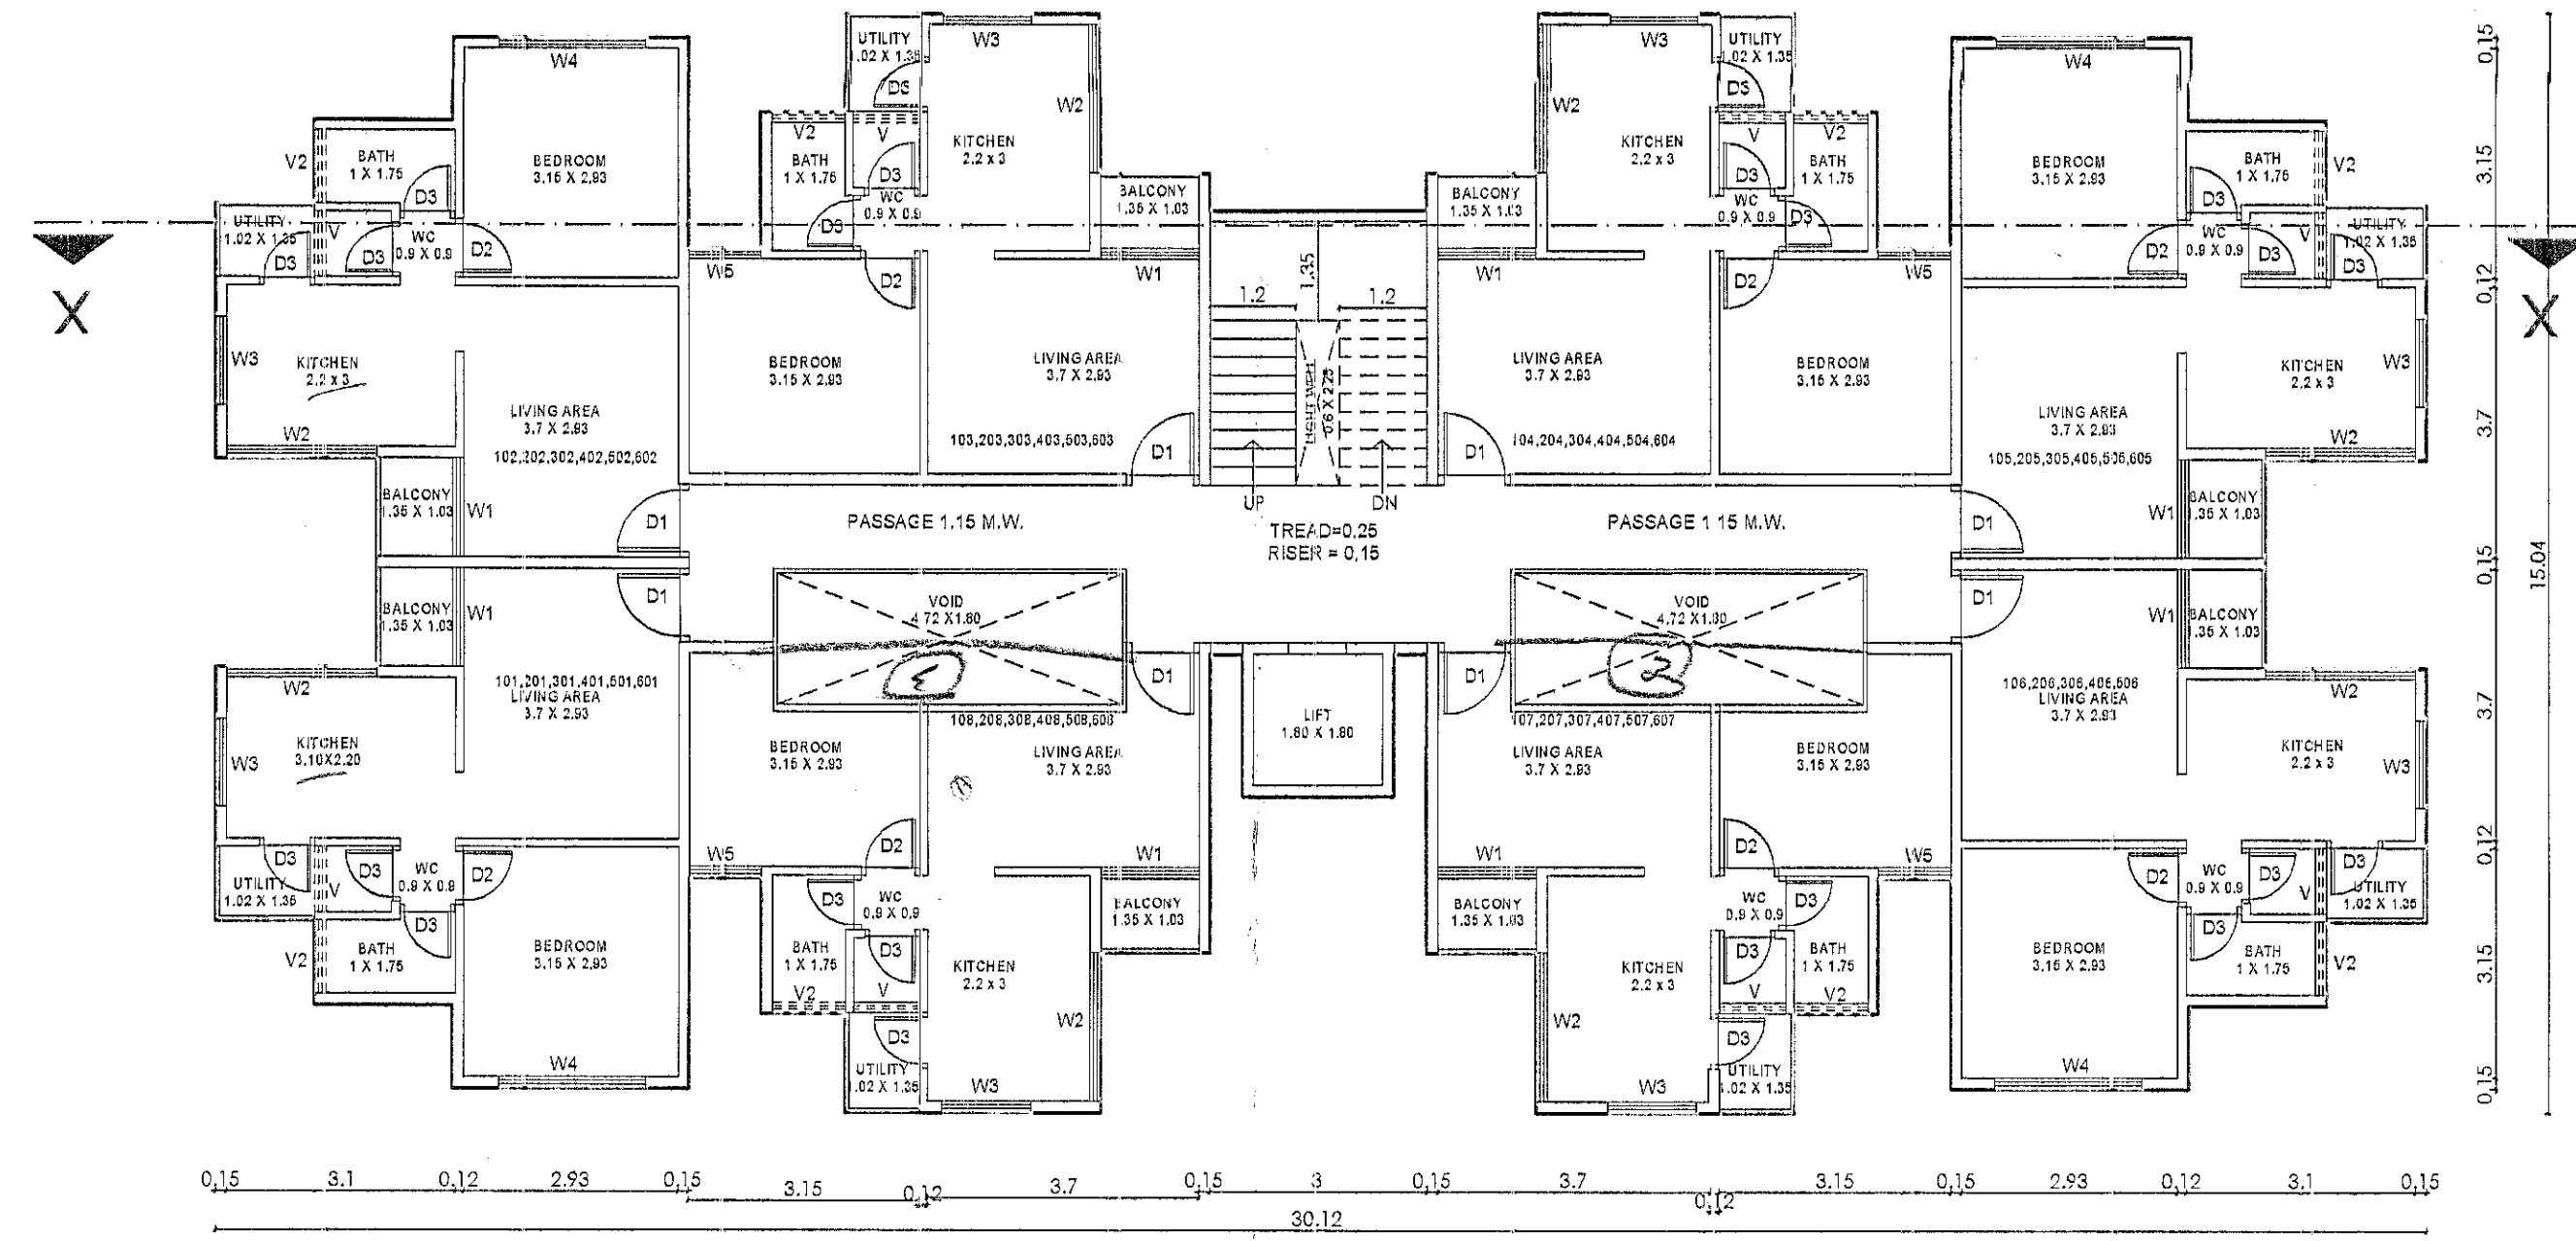 W4
BEDROOM
3.15 X 2.93
V2
BATH
1 X 1.75
D3
UTILITY
1.02 X 1.35
V
D3
D3
WC
0.9 X 0.9
D2
KITCHEN
2.2 x 3
W3
W2
LIVING AREA
3.7 X 2.93
102,202,302,402,502,602
BALCONY
1.35 X 1.03
W1
D1
UTILITY
1.02 X 1.35
D3
W3
W2
KITCHEN
2.2 x 3
V2
V
BATH
1 X 1.75
D3
WC
0.9 X 0.9
D3
BALCONY
1.35 X 1.03
W5
D2
W1
BEDROOM
3.15 X 2.93
LIVING AREA
3.7 X 2.93
103,203,303,403,503,603
D1
1.35
1.2
1.2
0.6 X 2.25
UP
DN
TREAD=0.25
RISER = 0,15
W3
UTILITY
1.02 X 1.35
D3
W2
KITCHEN
2.2 x 3
V
V2
BATH
1 X 1.75
D3
WC
0.9 X 0.9
D3
BALCONY
1.35 X 1.03
W1
D2
W5
LIVING AREA
3.7 X 2.93
BEDROOM
3.15 X 2.93
104,204,304,404,504,604
D1
W4
BEDROOM
3.15 X 2.93
BATH
1 X 1.75
V2
D3
WC
0.9 X 0.9
D2
D3
V
UTILITY
1.02 X 1.35
D3
KITCHEN
2.2 x 3
W3
W2
LIVING AREA
3.7 X 2.93
105,205,305,405,505,605
BALCONY
1.35 X 1.03
W1
D1
X
X
PASSAGE 1.15 M.W.
PASSAGE 1 15 M.W.
VOID
4.72 X1.80
3
VOID
4.72 X1.80
2
LIFT
1.80 X 1.80
BALCONY
1.35 X 1.03
W1
D1
101,201,301,401,501,601
LIVING AREA
3.7 X 2.93
W2
KITCHEN
3.10X2.20
W3
D3
UTILITY
1.02 X 1.35
V
D3
WC
0.9 X 0.9
D2
D3
V2
BATH
1 X 1.75
BEDROOM
3.15 X 2.93
W4
D1
108,208,308,408,508,608
BEDROOM
3.15 X 2.93
LIVING AREA
3.7 X 2.93
W5
D2
W1
D3
WC
0.9 X 0.9
BALCONY
1.35 X 1.03
D3
BATH
1 X 1.75
V2
V
KITCHEN
2.2 x 3
W2
D3
UTILITY
1.02 X 1.35
W3
D1
107,207,307,407,507,607
LIVING AREA
3.7 X 2.93
BEDROOM
3.15 X 2.93
W1
D2
W5
BALCONY
1.35 X 1.03
WC
0.9 X 0.9
D3
D3
BATH
1 X 1.75
V
V2
KITCHEN
2.2 x 3
W2
D3
UTILITY
1.02 X 1.35
W3
D1
W1
BALCONY
1.35 X 1.03
106,206,306,406,506
LIVING AREA
3.7 X 2.93
W2
KITCHEN
2.2 x 3
W3
D2
WC
0.9 X 0.9
D3
V
D3
UTILITY
1.02 X 1.35
D3
BATH
1 X 1.75
V2
BEDROOM
3.15 X 2.93
W4
0,15
3.15
0,12
3.7
0,15
3.7
0,12
3.15
0,15
15.04
0,15 3.1 0,12 2.93 0,15 3.15 0,12 3.7 0,15 3 0,15 3.7 0,12 3.15 0,15 2.93 0,12 3.1 0,15
30.12